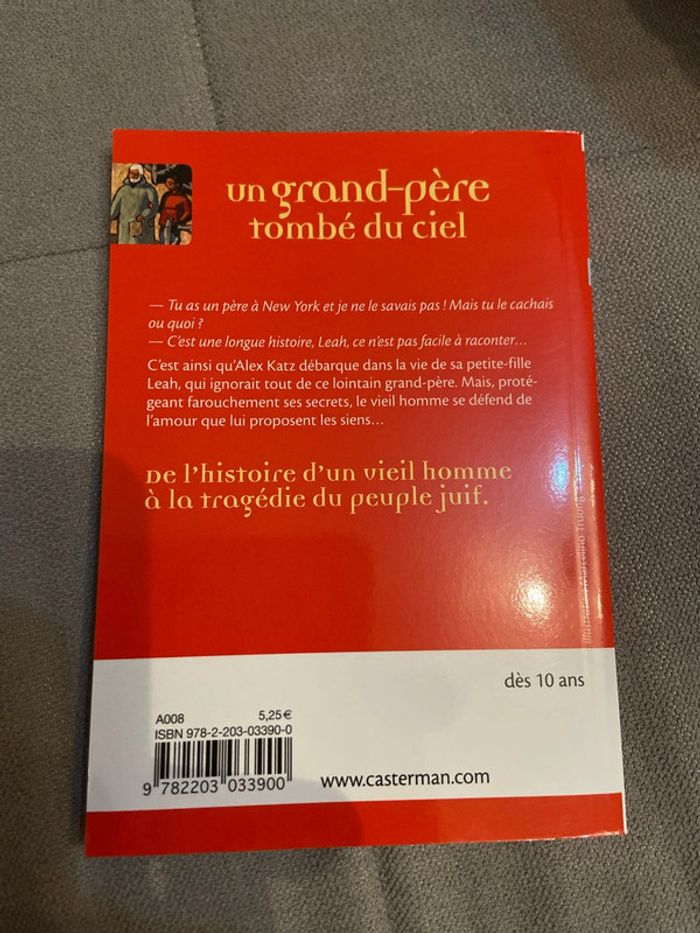 un grand-père
tombé du ciel
— Tu as un père à New York et je ne le savais pas ! Mais tu le cachais
ou quoi ?
— C'est une longue histoire, Leah, ce n'est pas facile à raconter…
C'est ainsi qu'Alex Katz débarque dans la vie de sa petite-fille
Leah, qui ignorait tout de ce lointain grand-père. Mais, proté-
geant farouchement ses secrets, le vieil homme se défend de
l'amour que lui proposent les siens…
De l'histoire d'un vieil homme
à la tragédie du peuple juif.
Marcelino Truong
dès 10 ans
A008 5,25 €
ISBN 978-2-203-03390-0
9 782203 033900
www.casterman.com